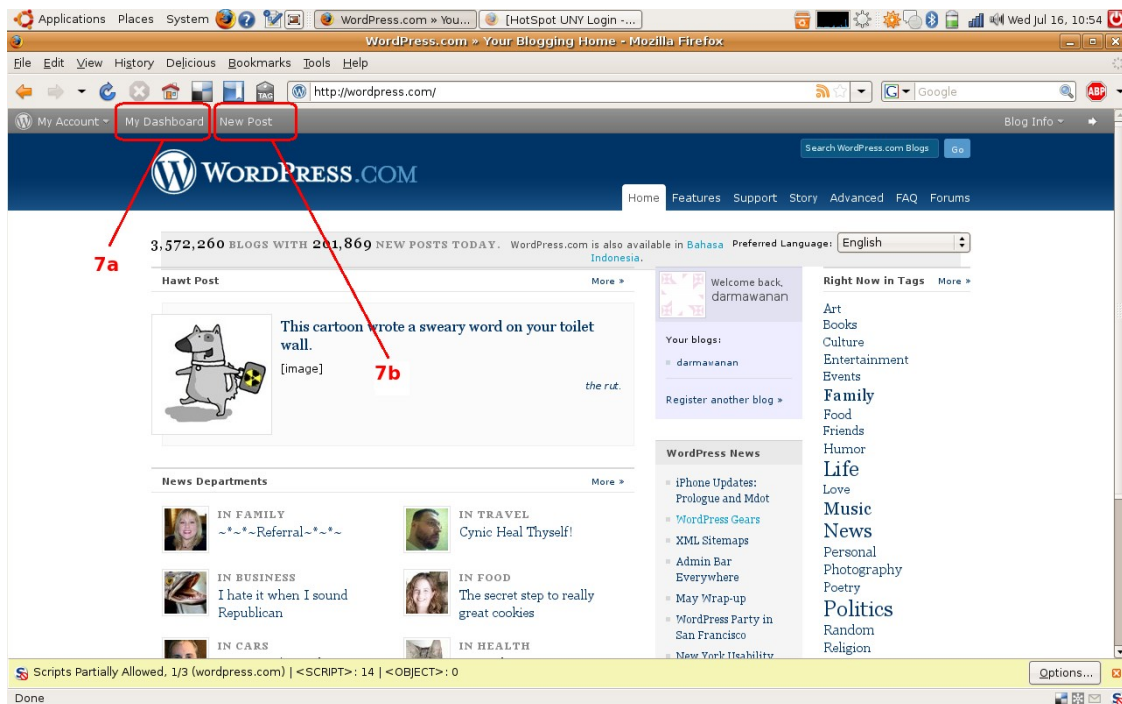 Applications Places System WordPress.com » You... [HotSpot UNY Login -... Wed Jul 16, 10:54
WordPress.com » Your Blogging Home - Mozilla Firefox
File Edit View History Delicious Bookmarks Tools Help
TAG http://wordpress.com/ G Google ABP
My Account My Dashboard New Post Blog Info
Search WordPress.com Blogs Go
WORDPRESS.COM
Home Features Support Story Advanced FAQ Forums
7a
3,572,260 BLOGS WITH 201,869 NEW POSTS TODAY. WordPress.com is also available in Bahasa Indonesia.
Preferred Language: English
Hawt Post More »
This cartoon wrote a sweary word on your toilet
wall.
[image]
7b
the rut.
News Departments More »
IN FAMILY
~*~*~Referral~*~*~
IN TRAVEL
Cynic Heal Thyself!
IN BUSINESS
I hate it when I sound
Republican
IN FOOD
The secret step to really
great cookies
IN CARS
IN HEALTH
Welcome back,
darmawanan
Your blogs:
darmawanan
Register another blog »
WordPress News
iPhone Updates:
Prologue and Mdot
WordPress Gears
XML Sitemaps
Admin Bar
Everywhere
May Wrap-up
WordPress Party in
San Francisco
New York Usability
Right Now in Tags More »
Art
Books
Culture
Entertainment
Events
Family
Food
Friends
Humor
Life
Love
Music
News
Personal
Photography
Poetry
Politics
Random
Religion
Scripts Partially Allowed, 1/3 (wordpress.com) | <SCRIPT>: 14 | <OBJECT>: 0 Options...
Done